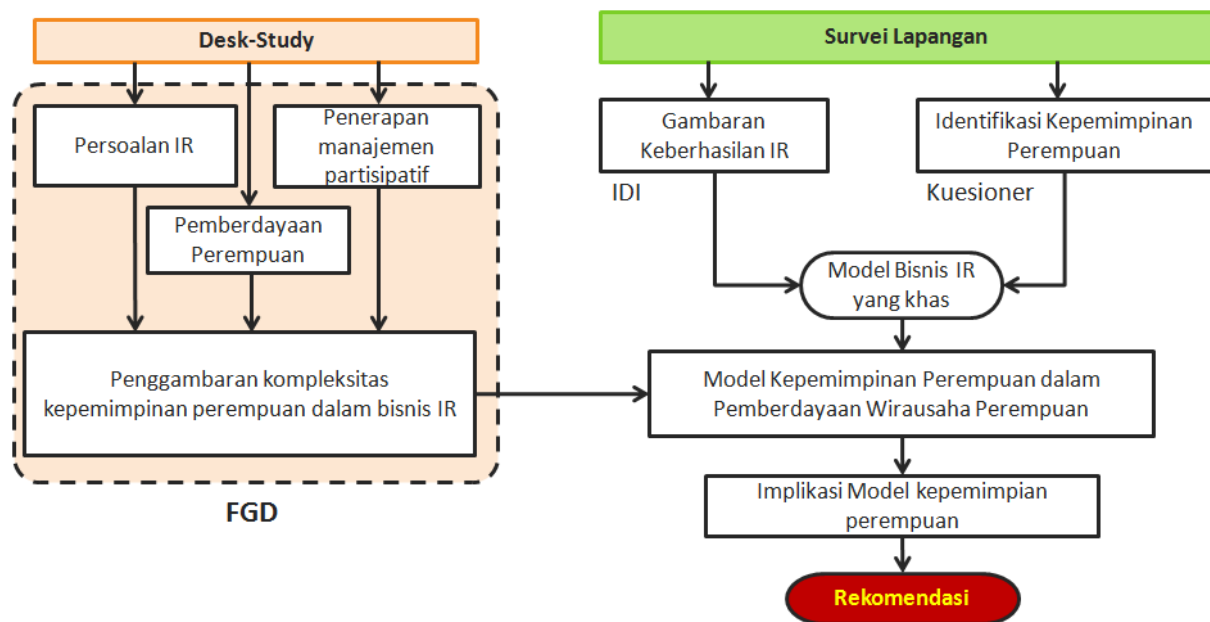 Desk-Study
Persoalan IR
Penerapan
manajemen
partisipatif
Pemberdayaan
Perempuan
Penggambaran kompleksitas
kepemimpinan perempuan dalam bisnis IR
FGD
Survei Lapangan
Gambaran
Keberhasilan IR
Identifikasi Kepemimpinan
Perempuan
IDI
Kuesioner
Model Bisnis IR
yang khas
Model Kepemimpinan Perempuan dalam
Pemberdayaan Wirausaha Perempuan
Implikasi Model kepemimpian
perempuan
Rekomendasi